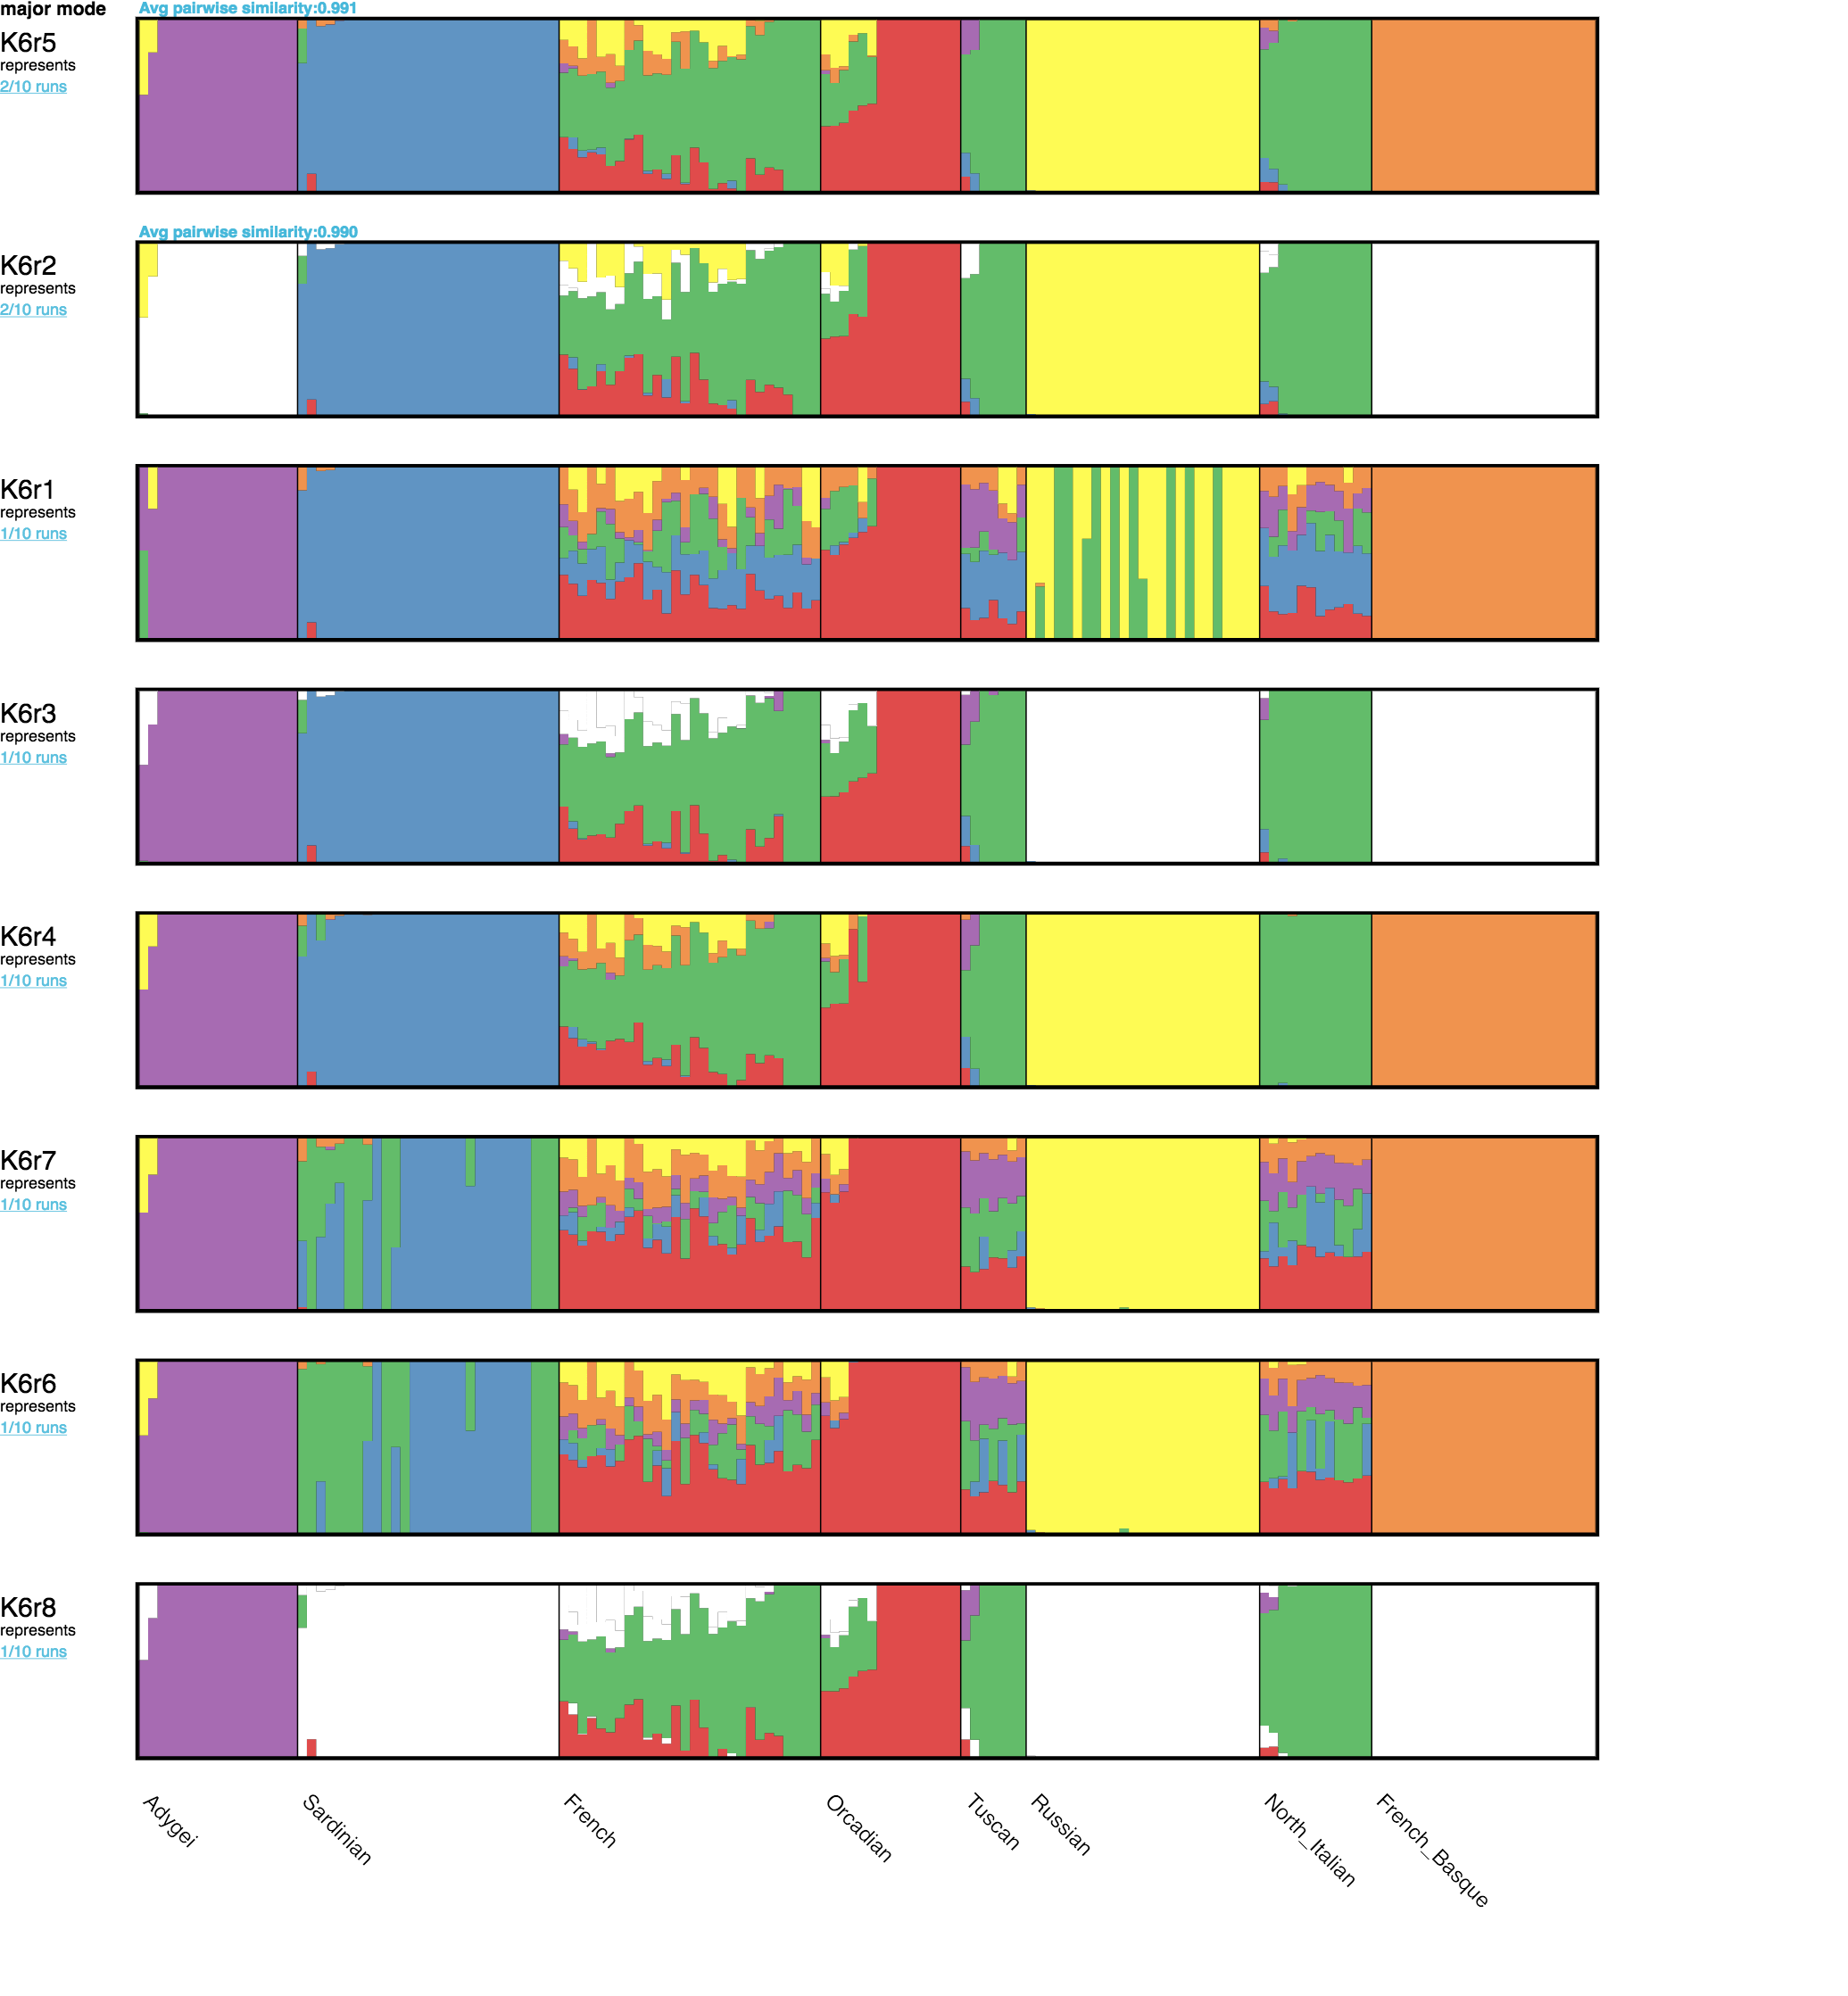 major mode
Avg pairwise similarity:0.991
K6r5
represents
2/10 runs
Avg pairwise similarity:0.990
K6r2
represents
2/10 runs
K6r1
represents
1/10 runs
K6r3
represents
1/10 runs
K6r4
represents
1/10 runs
K6r7
represents
1/10 runs
K6r6
represents
1/10 runs
K6r8
represents
1/10 runs
Adygei
Sardinian
French
Orcadian
Tuscan
Russian
North_Italian
French_Basque